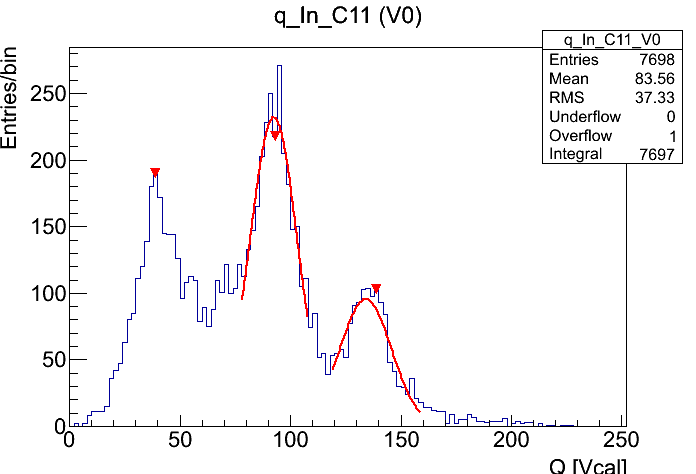 q_In_C11 (V0)
q_In_C11_V0
Entries 7698
Mean 83.56
RMS 37.33
Underflow 0
Overflow 1
Integral 7697
Entries/bin
250
200
150
100
50
0
0 50 100 150 200 250
Q [Vcal]